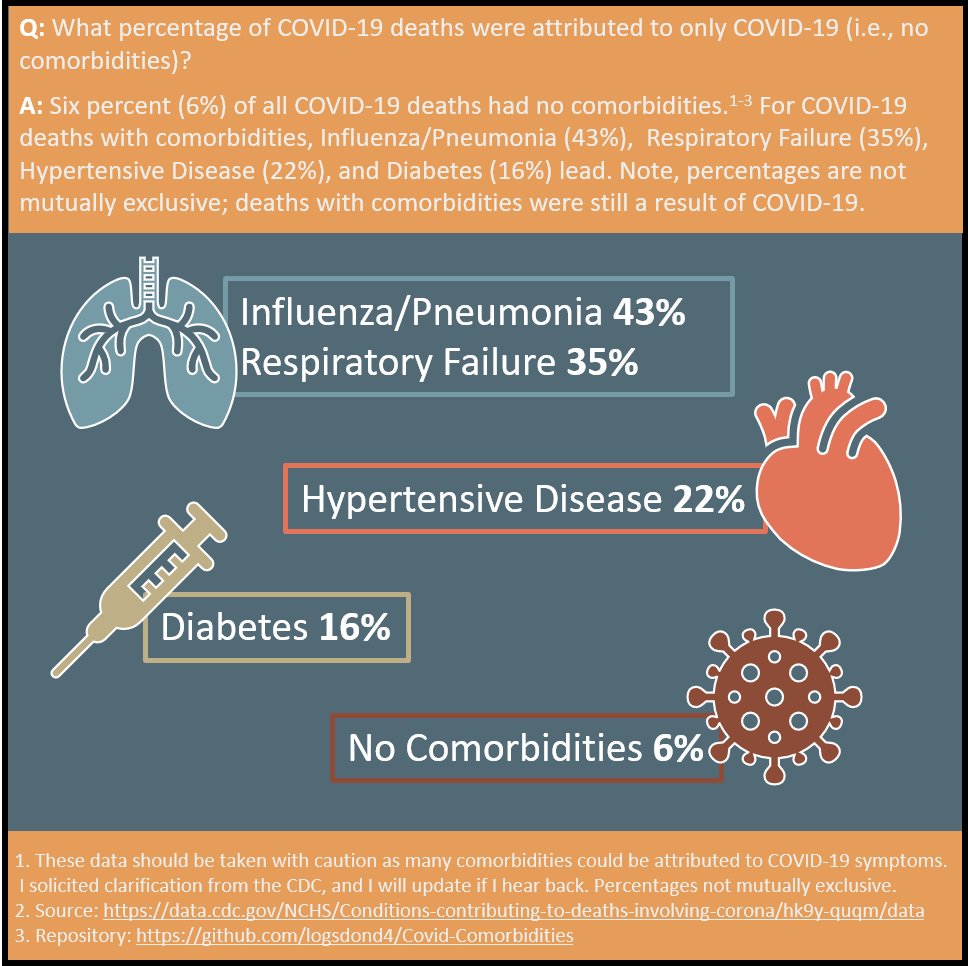 Q: What percentage of COVID-19 deaths were attributed to only COVID-19 (i.e., no
comorbidities)?
A: Six percent (6%) of all COVID-19 deaths had no comorbidities.1-3 For COVID-19
deaths with comorbidities, Influenza/Pneumonia (43%), Respiratory Failure (35%),
Hypertensive Disease (22%), and Diabetes (16%) lead. Note, percentages are not
mutually exclusive; deaths with comorbidities were still a result of COVID-19.
Influenza/Pneumonia 43%
Respiratory Failure 35%
Hypertensive Disease 22%
Diabetes 16%
No Comorbidities 6%
1. These data should be taken with caution as many comorbidities could be attributed to COVID-19 symptoms.
I solicited clarification from the CDC, and I will update if I hear back. Percentages not mutually exclusive.
2. Source: https://data.cdc.gov/NCHS/Conditions-contributing-to-deaths-involving-corona/hk9y-quqm/data
3. Repository: https://github.com/logsdond4/Covid-Comorbidities